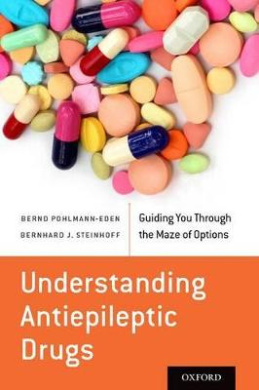 BERND POHLMANN-EDEN
BERNHARD J. STEINHOFF
Guiding You Through
the Maze of Options
Understanding
Antiepileptic
Drugs
OXFORD